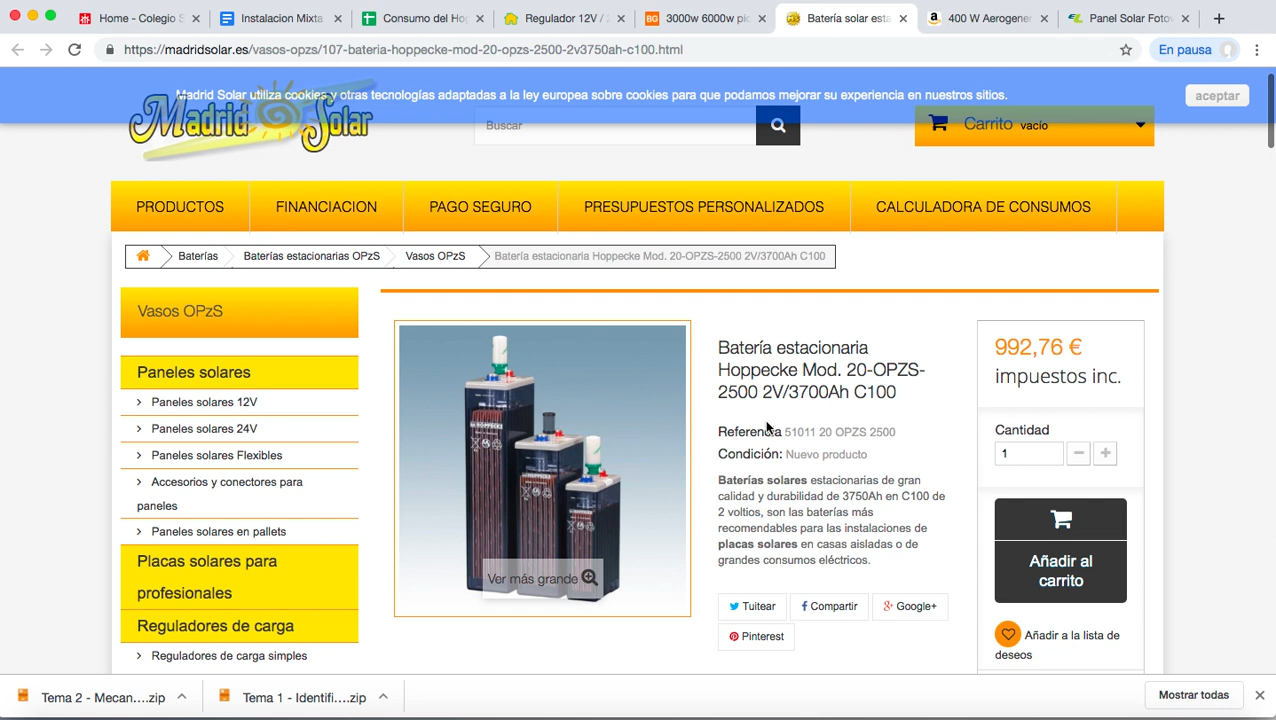 Home - Colegio S
Instalacion Mixta
Consumo del Ho
Regulador 12V / 2
3000w 6000w pic
Batería solar esta
400 W Aerogene
Panel Solar Fotov
https://madridsolar.es/vasos-opzs/107-bateria-hoppecke-mod-20-opzs-2500-2v3750ah-c100.html
En pausa
Madrid Solar utiliza cookies y otras tecnologías adaptadas a la ley europea sobre cookies para que podamos mejorar su experiencia en nuestros sitios.
aceptar
Madrid Solar
Buscar
Carrito vacío
PRODUCTOS
FINANCIACION
PAGO SEGURO
PRESUPUESTOS PERSONALIZADOS
CALCULADORA DE CONSUMOS
Baterías
Baterías estacionarias OPzS
Vasos OPzS
Batería estacionaria Hoppecke Mod. 20-OPZS-2500 2V/3700Ah C100
Vasos OPzS
Paneles solares
Paneles solares 12V
Paneles solares 24V
Paneles solares Flexibles
Accesorios y conectores para
paneles
Paneles solares en pallets
Placas solares para
profesionales
Reguladores de carga
Reguladores de carga simples
Ver más grande
Batería estacionaria
Hoppecke Mod. 20-OPZS-
2500 2V/3700Ah C100
Referencia 51011 20 OPZS 2500
Condición: Nuevo producto
Baterías solares estacionarias de gran
calidad y durabilidad de 3750Ah en C100 de
2 voltios, son las baterías más
recomendables para las instalaciones de
placas solares en casas aisladas o de
grandes consumos eléctricos.
Tuitear
Compartir
Google+
Pinterest
992,76 €
impuestos inc.
Cantidad
1
Añadir al
carrito
Añadir a la lista de
deseos
Tema 2 - Mecan....zip
Tema 1 - Identifi....zip
Mostrar todas